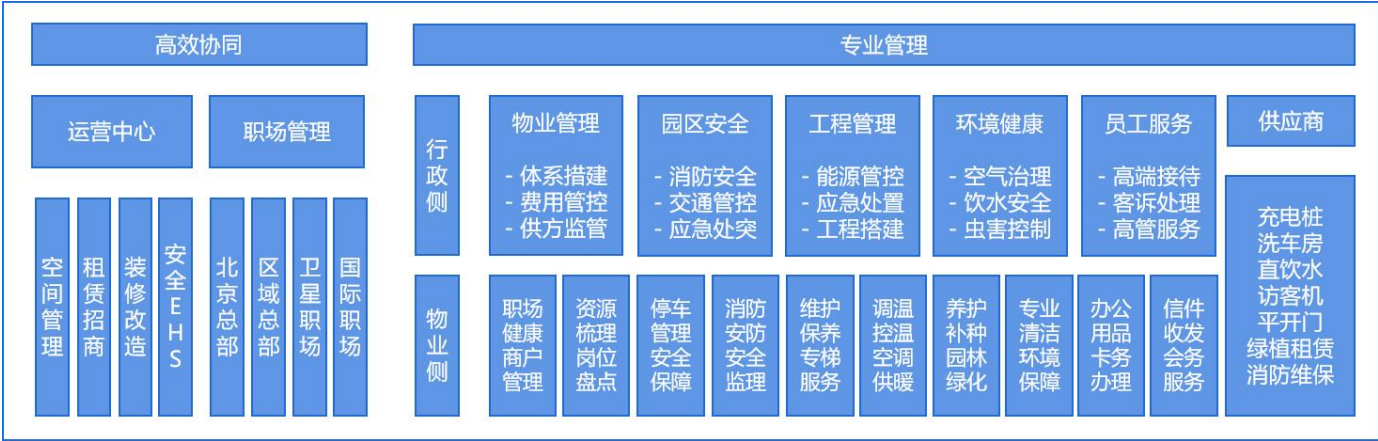 高效协同
运营中心
职场管理
空间管理
租赁招商
装修改造
安全EHS
北京总部
区域总部
卫星职场
国际职场
专业管理
行政侧
物业管理
- 体系措建
- 费用管控
- 供方监管
园区安全
- 消防安全
- 交通管控
- 应急处突
工程管理
- 能源管控
- 应急处置
- 工程搭建
环境健康
- 空气治理
- 饮水安全
- 虫害控制
员工服务
- 高端接待
- 客诉处理
- 高管服务
物业侧
职场
健康
商户
管理
资源
梳理
岗位
盘点
停车
管理
安全
保障
消防
安防
安全
监理
维护
保养
专梯
服务
调温
控温
空调
供暖
养护
补种
园林
绿化
专业
清洁
环境
保障
办公
用品
卡务
办理
信件
收发
会务
服务
供应商
充电桩
洗车房
直饮水
访客机
平开门
绿植租赁
消防维保